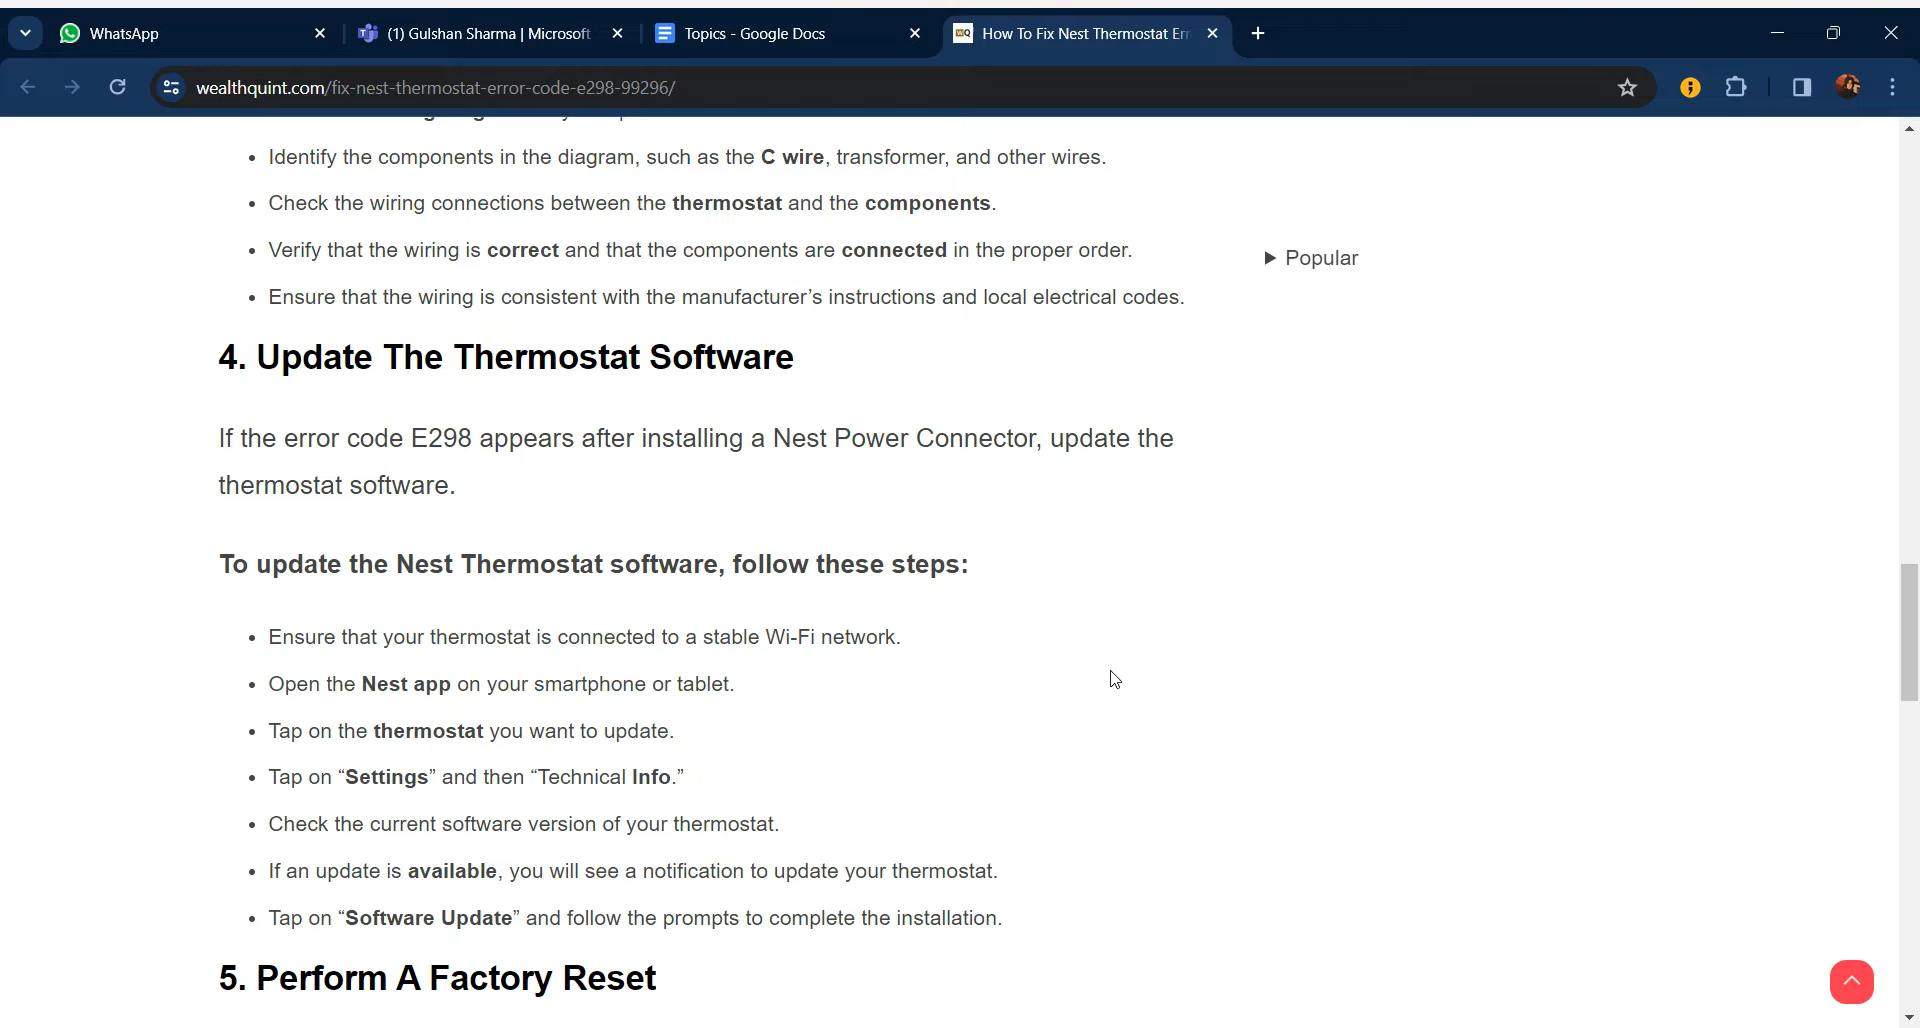 WhatsApp
(1) Gulshan Sharma | Microsoft
Topics - Google Docs
How To Fix Nest Thermostat Err
wealthquint.com/fix-nest-thermostat-error-code-e298-99296/
• Identify the components in the diagram, such as the C wire, transformer, and other wires.
• Check the wiring connections between the thermostat and the components.
• Verify that the wiring is correct and that the components are connected in the proper order.
▶ Popular
• Ensure that the wiring is consistent with the manufacturer’s instructions and local electrical codes.
4. Update The Thermostat Software
If the error code E298 appears after installing a Nest Power Connector, update the
thermostat software.
To update the Nest Thermostat software, follow these steps:
• Ensure that your thermostat is connected to a stable Wi-Fi network.
• Open the Nest app on your smartphone or tablet.
• Tap on the thermostat you want to update.
• Tap on “Settings” and then “Technical Info.”
• Check the current software version of your thermostat.
• If an update is available, you will see a notification to update your thermostat.
• Tap on “Software Update” and follow the prompts to complete the installation.
5. Perform A Factory Reset